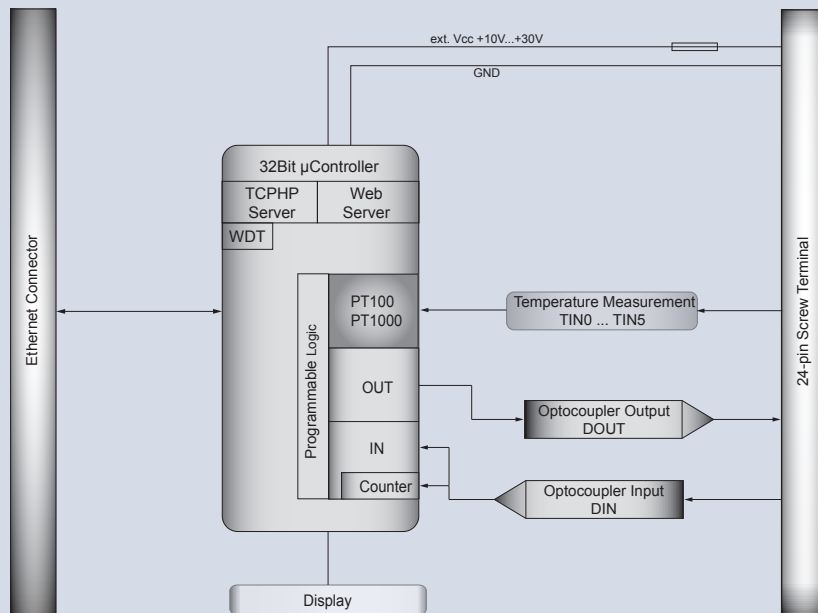 ext. Vcc +10V...+30V
GND
32Bit µController
TCPHP
Server
Web
Server
WDT
Ethernet Connector
Programmable Logic
PT100
PT1000
Temperature Measurement
TIN0 ... TIN5
24-pin Screw Terminal
OUT
Optocoupler Output
DOUT
IN
Counter
Optocoupler Input
DIN
Display